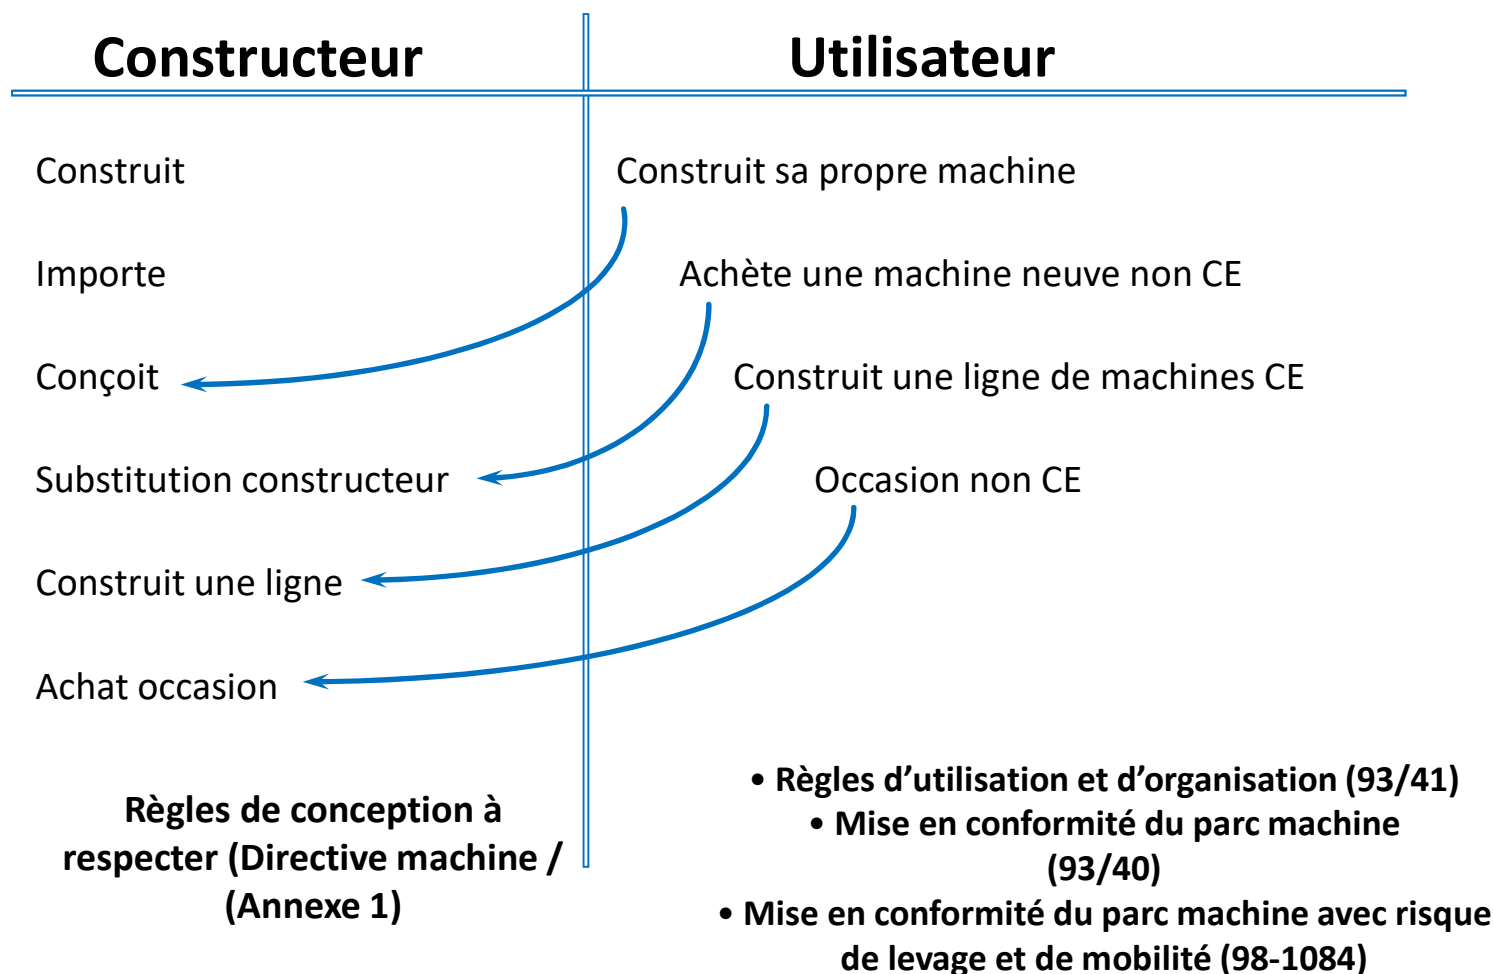 Constructeur
Utilisateur
Construit
Construit sa propre machine
Importe
Achète une machine neuve non CE
Conçoit
Construit une ligne de machines CE
Substitution constructeur
Occasion non CE
Construit une ligne
Achat occasion
Règles de conception à
respecter (Directive machine /
(Annexe 1)
• Règles d’utilisation et d’organisation (93/41)
• Mise en conformité du parc machine
(93/40)
• Mise en conformité du parc machine avec risque
de levage et de mobilité (98-1084)